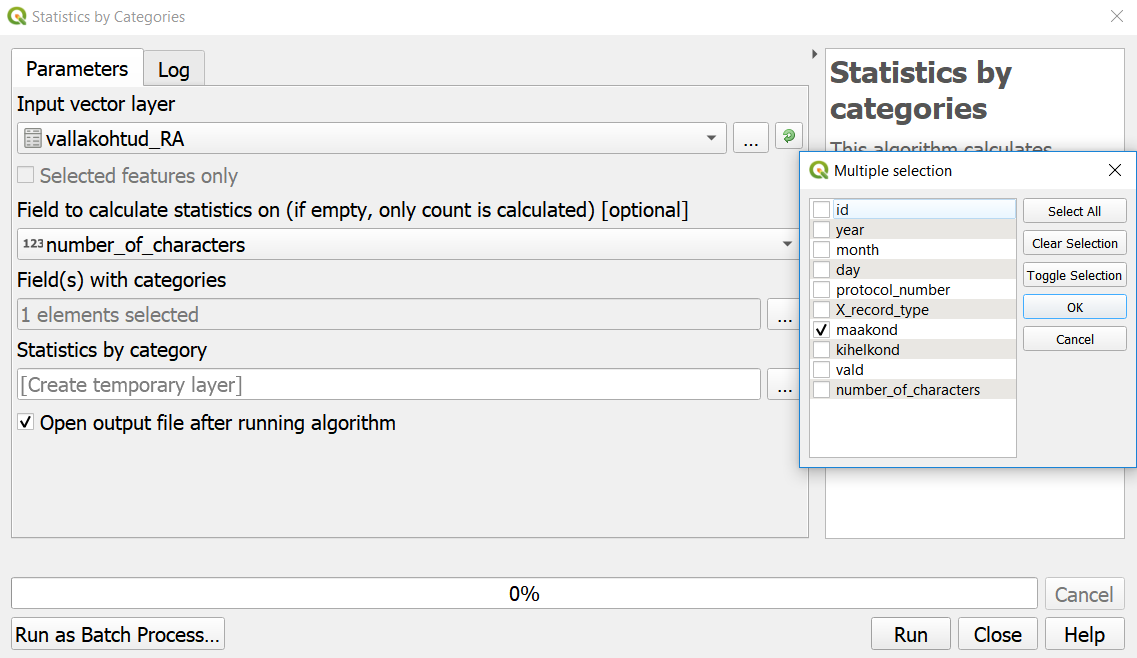 Statistics by Categories
Parameters
Log
Input vector layer
vallakohtud_RA
...
Selected features only
Field to calculate statistics on (if empty, only count is calculated) [optional]
123 number_of_characters
Field(s) with categories
1 elements selected
...
Statistics by category
[Create temporary layer]
...
Open output file after running algorithm
Statistics by
categories
This algorithm calculates
Multiple selection
id
year
month
day
protocol_number
X_record_type
maakond
kihelkond
vald
number_of_characters
Select All
Clear Selection
Toggle Selection
OK
Cancel
0%
Cancel
Run as Batch Process...
Run
Close
Help